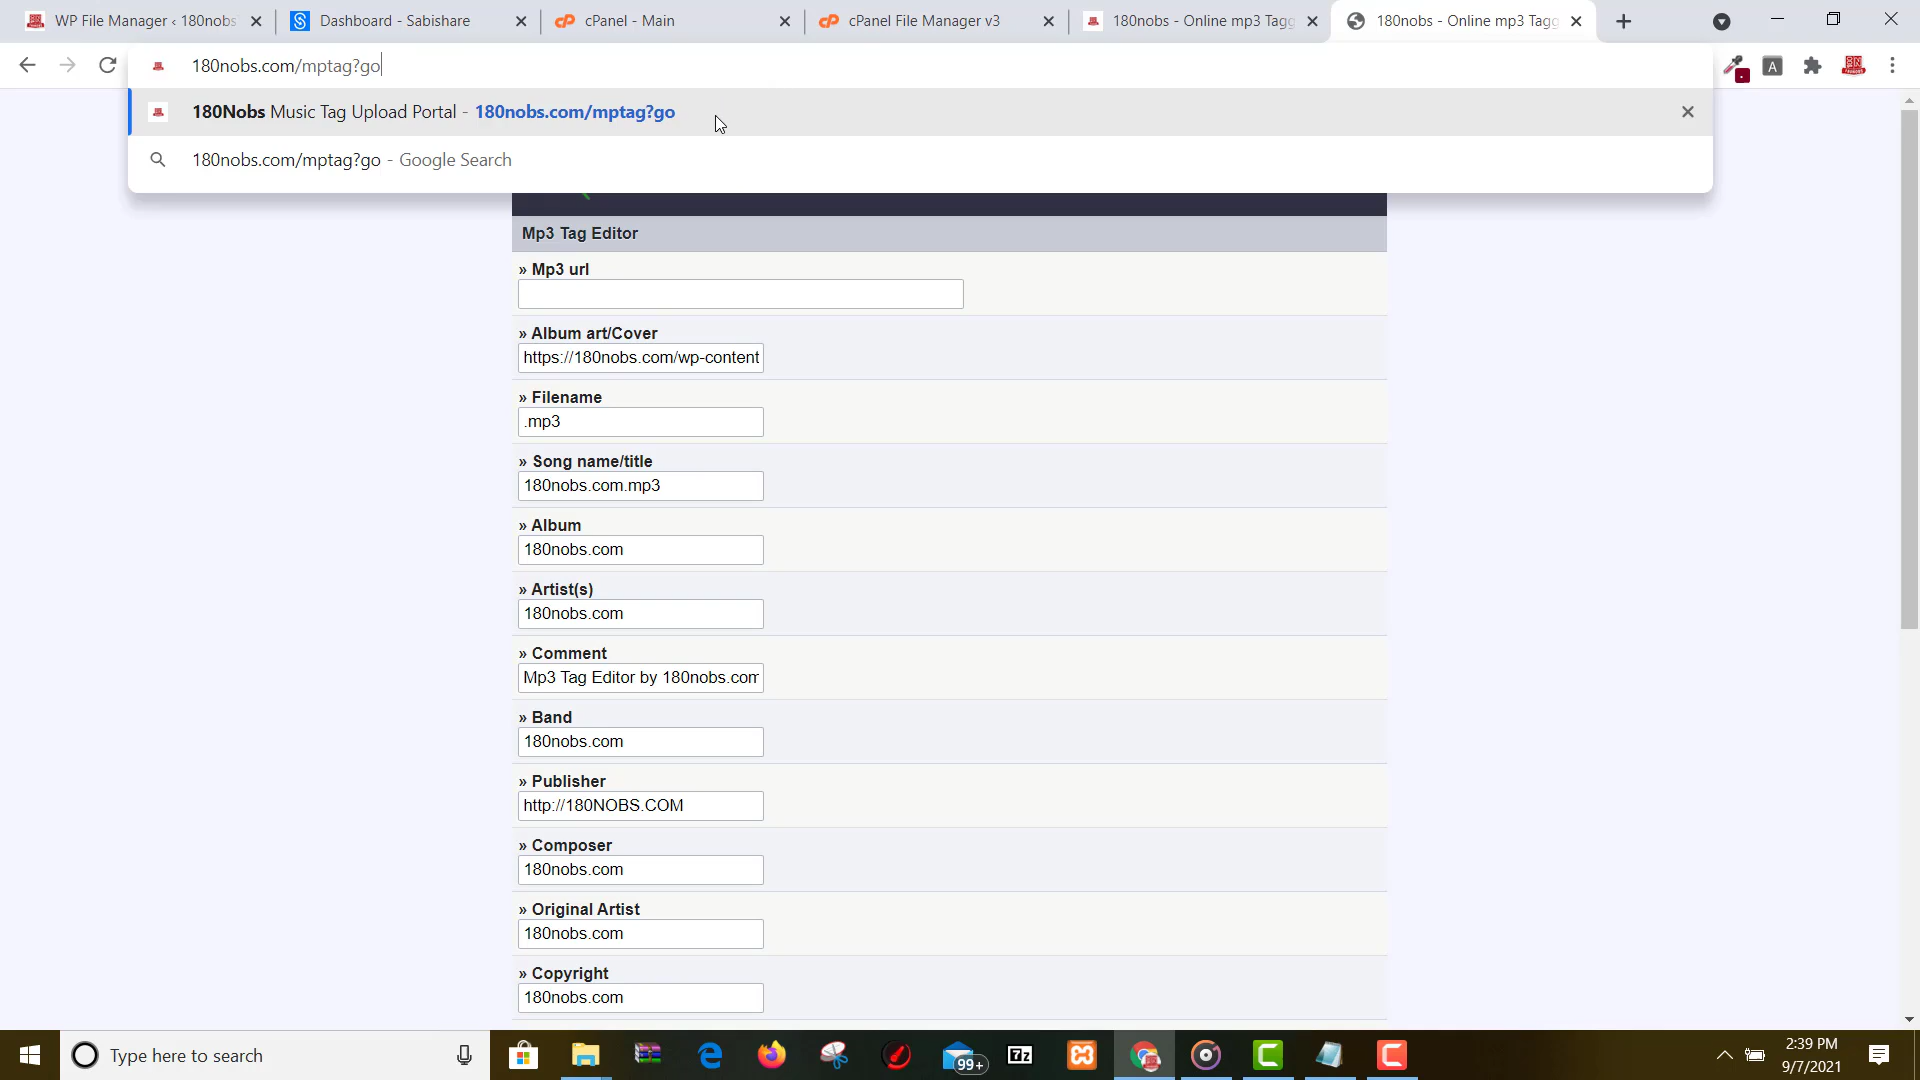 WP File Manager ‹ 180nobs
Dashboard - Sabishare
cPanel - Main
cPanel File Manager v3
180nobs - Online mp3 Tagg
180nobs - Online mp3 Tagg
180nobs.com/mptag?go
A
180Nobs Music Tag Upload Portal - 180nobs.com/mptag?go
180nobs.com/mptag?go - Google Search
Mp3 Tag Editor
» Mp3 url
» Album art/Cover
https://180nobs.com/wp-content
» Filename
.mp3
» Song name/title
180nobs.com.mp3
» Album
180nobs.com
» Artist(s)
180nobs.com
» Comment
Mp3 Tag Editor by 180nobs.com
» Band
180nobs.com
» Publisher
http://180NOBS.COM
» Composer
180nobs.com
» Original Artist
180nobs.com
» Copyright
180nobs.com
Type here to search
99+
7z
2:39 PM
9/7/2021